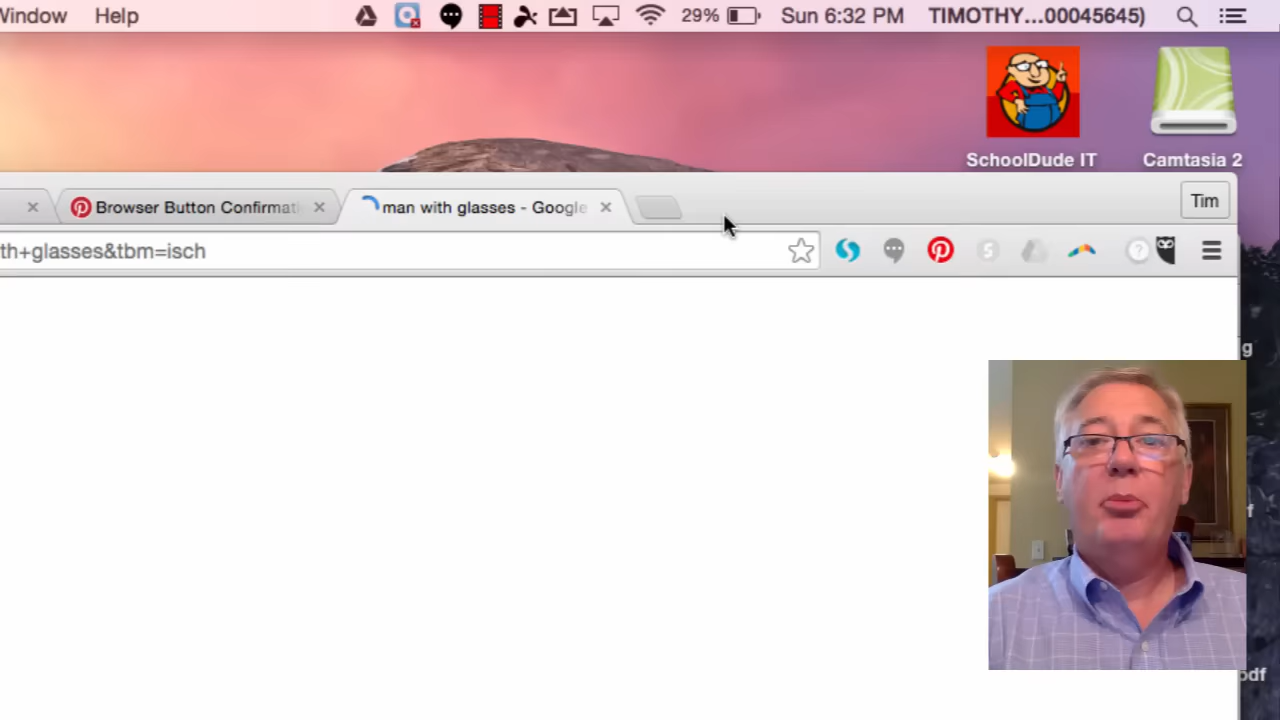 Window Help 29% Sun 6:32 PM TIMOTHY...00045645)
SchoolDude IT Camtasia 2
Browser Button Confirmati man with glasses - Google Tim
th+glasses&tbm=isch
g
f
pdf